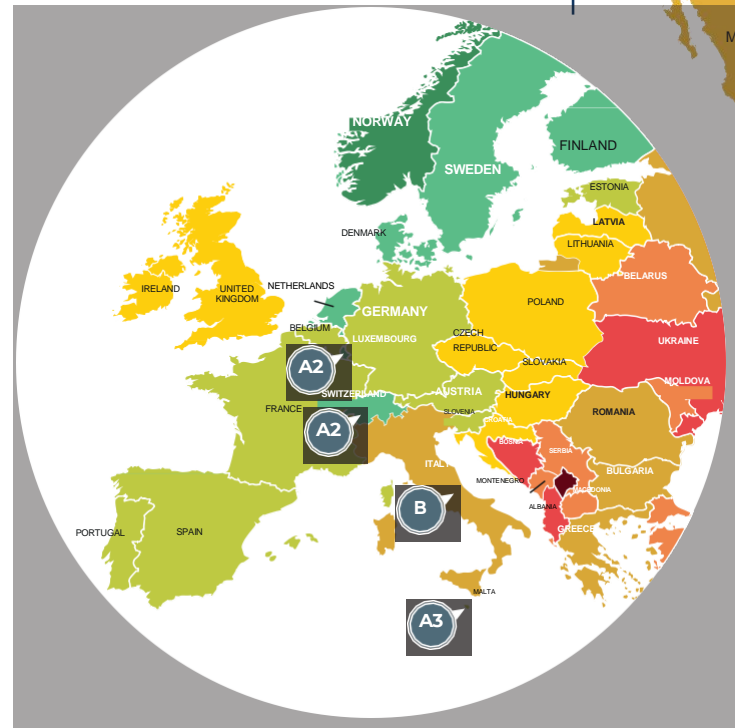 M
NORWAY
FINLAND
SWEDEN
ESTONIA
LATVIA
DENMARK
LITHUANIA
BELARUS
NETHERLANDS
IRELAND
UNITED
KINGDOM
POLAND
GERMANY
BELGIUM
LUXEMBOURG
CZECH
REPUBLIC
UKRAINE
SLOVAKIA
A2
MOLDOVA
SWITZERLAND
AUSTRIA
HUNGARY
FRANCE
SLOVENIA
ROMANIA
CROATIA
A2
BOSNA
SERBIA
ITALY
BULGARIA
MONTENEGRO
MACEDONIA
B
ALBANIA
GREECE
PORTUGAL
SPAIN
MALTA
A3